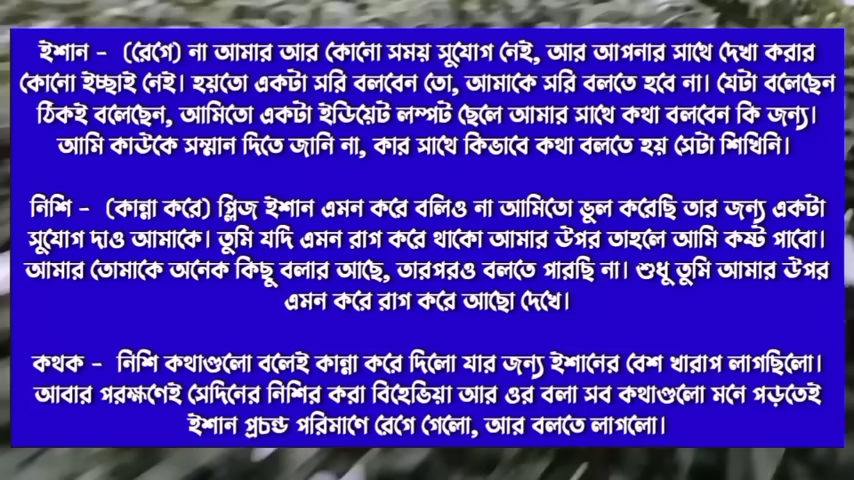 ইশান - (রেগে) না আমার আর কোনো সময় সুযোগ নেই, আর আপনার সাথে দেখা করার
কোনো ইচ্ছাই নেই। হয়তো একটা সরি বলবেন তো, আমাকে সরি বলতে হবে না। যেটা বলেছেন
ঠিকই বলেছেন, আমিতো একটা ইডিয়েট লম্পট ছেলে আমার সাথে কথা বলবেন কি জন্য।
আমি কাউকে সম্মান দিতে জানি না, কার সাথে কিভাবে কথা বলতে হয় সেটা শিখিনি।
নিশি - (কান্না করে) প্লিজ ইশান এমন করে বলিও না আমিতো ভুল করেছি তার জন্য একটা
সুযোগ দাও আমাকে। তুমি যদি এমন রাগ করে থাকো আমার উপর তাহলে আমি কষ্ট পাবো।
আমার তোমাকে অনেক কিছু বলার আছে, তারপরও বলতে পারছি না। শুধু তুমি আমার উপর
এমন করে রাগ করে আছো দেখে।
কথক - নিশি কথাগুলো বলেই কান্না করে দিলো যার জন্য ইশানের বেশ খারাপ লাগছিলো।
আবার পরক্ষণেই সেদিনের নিশির করা বিহেভিয়া আর ওর বলা সব কথাগুলো মনে পড়তেই
ইশান প্রচন্ড পরিমাণে রেগে গেলো, আর বলতে লাগলো।